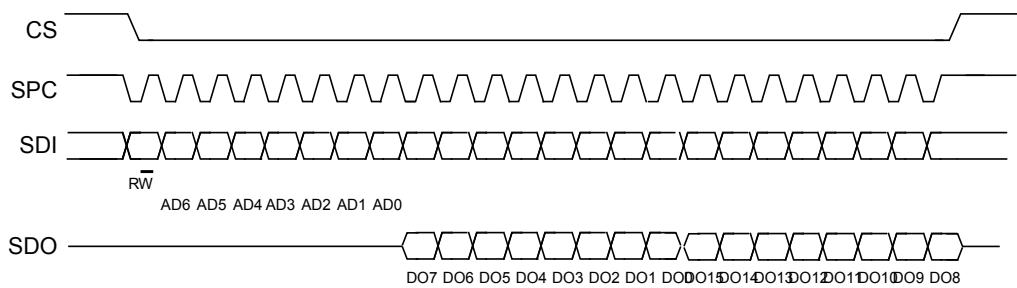 CS
SPC
SDI
RW
AD6 AD5 AD4 AD3 AD2 AD1 AD0
SDO
DO7 DO6 DO5 DO4 DO3 DO2 DO1 DO0 DO15 DO14 DO13 DO12 DO11 DO10 DO9 DO8